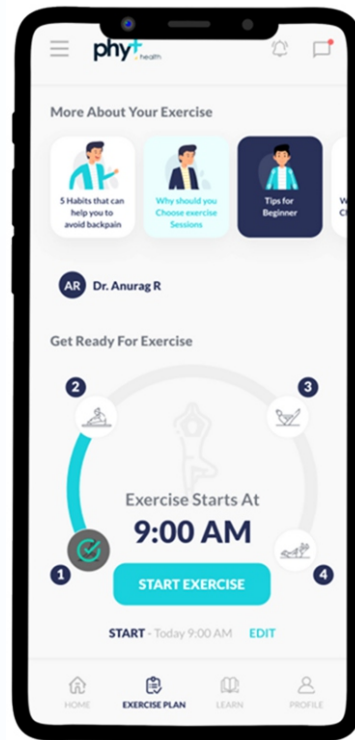 phyt
health
More About Your Exercise
5 Habits that can
help you to
avoid backpain
Why should you
Choose exercise
Sessions
Tips for
Beginner
AR Dr. Anurag R
Get Ready For Exercise
2
3
Exercise Starts At
9:00 AM
1
4
START EXERCISE
START - Today 9:00 AM EDIT
HOME
EXERCISE PLAN
LEARN
PROFILE